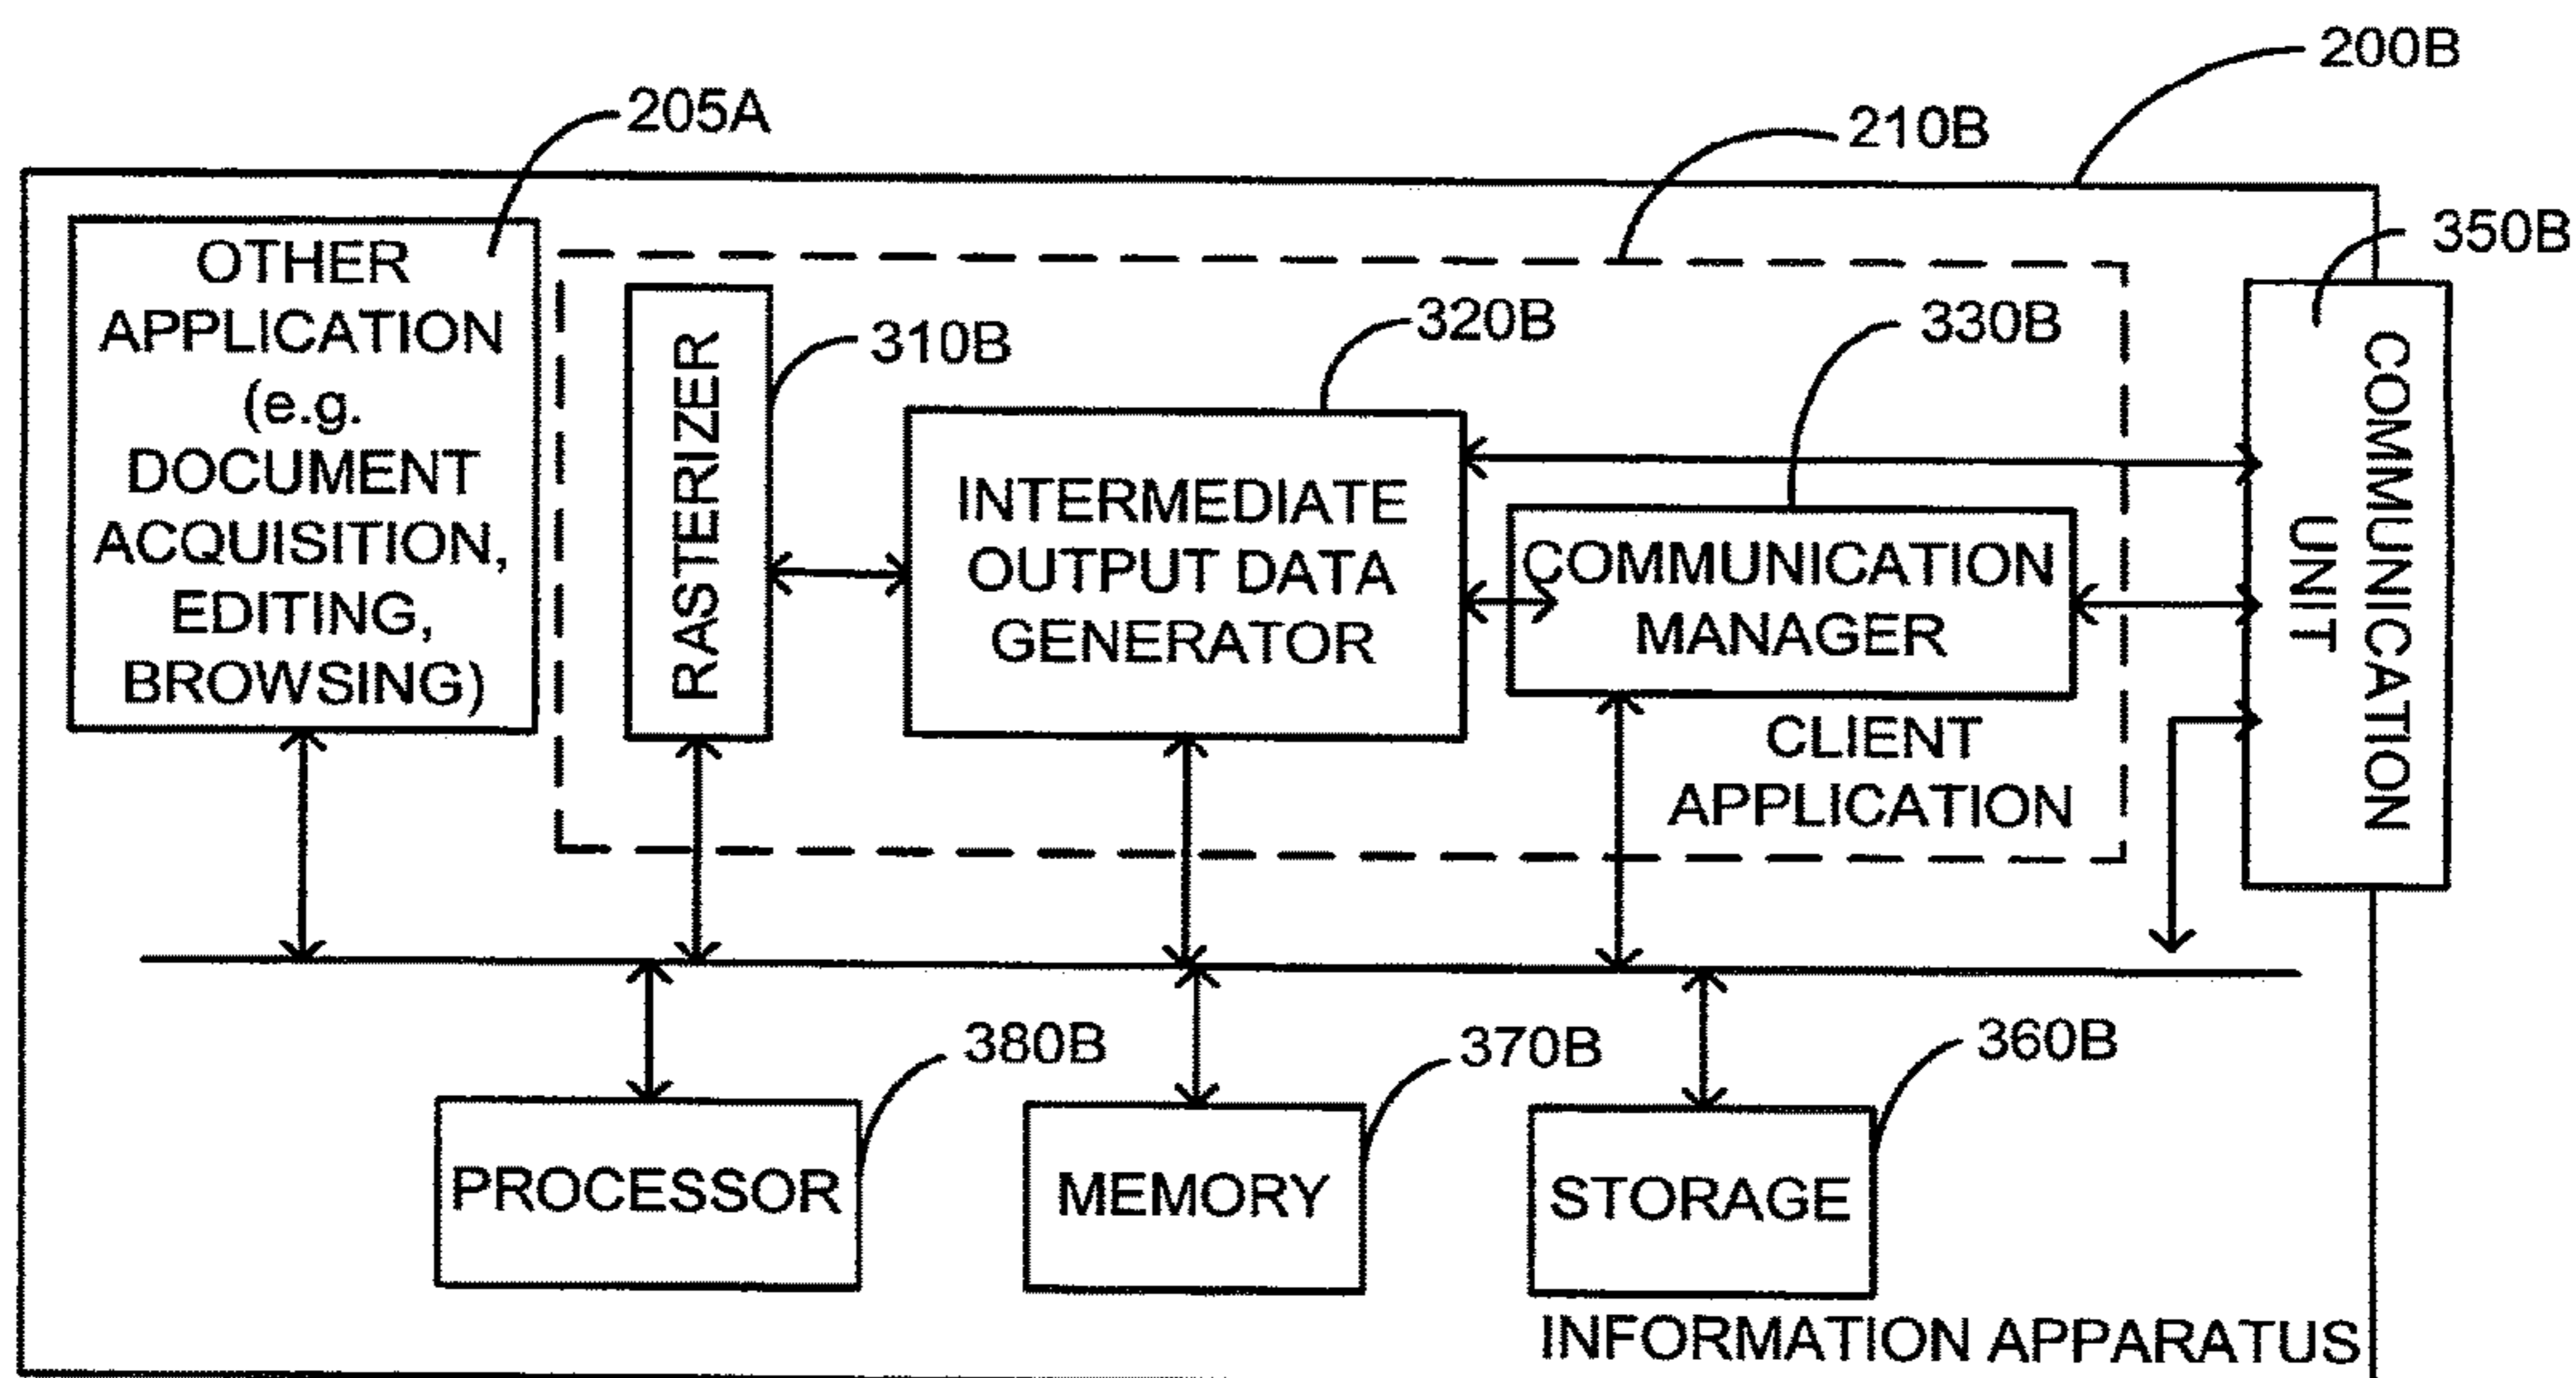 200B
205A
210B
350B
OTHER
APPLICATION
(e.g.
DOCUMENT
ACQUISITION,
EDITING,
BROWSING)
RASTERIZER
310B
320B
330B
INTERMEDIATE
OUTPUT DATA
GENERATOR
COMMUNICATION
MANAGER
CLIENT
APPLICATION
COMMUNICATION
UNIT
380B
370B
360B
PROCESSOR
MEMORY
STORAGE
INFORMATION APPARATUS